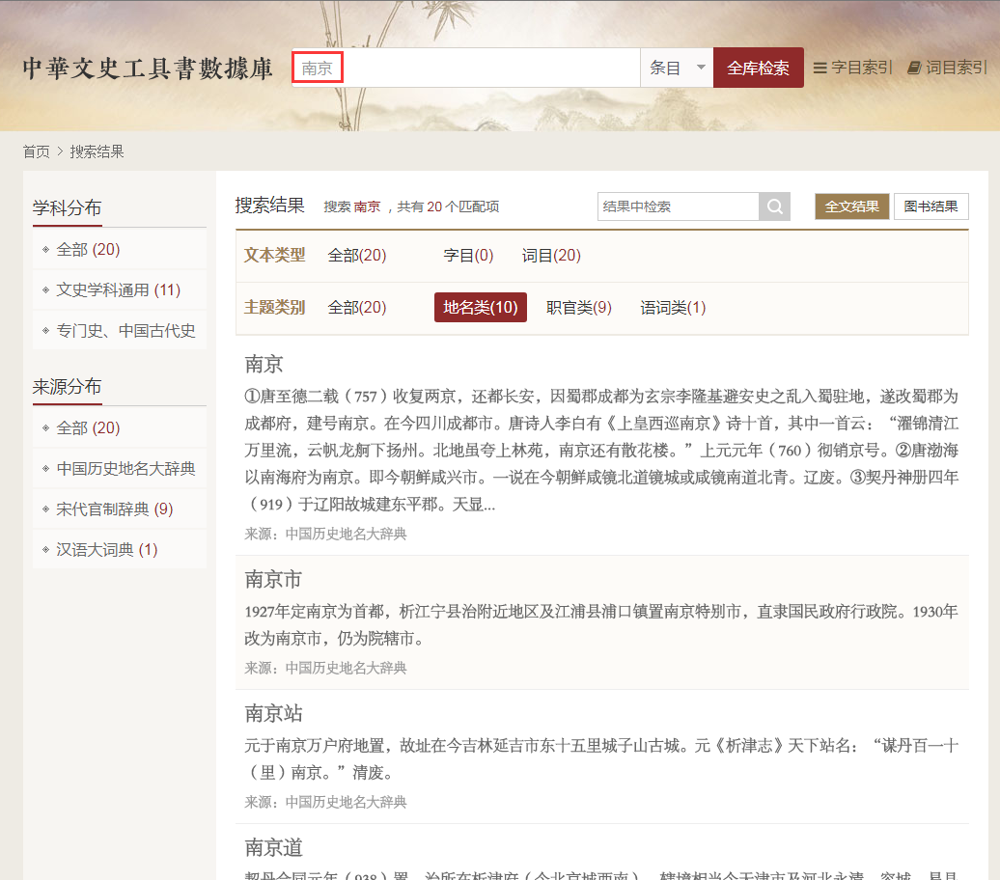 中華文史工具書數據庫
南京
条目
全库检索
字目索引
词目索引
首页 > 搜索结果
学科分布
全部 (20)
文史学科通用 (11)
专门史、中国古代史
来源分布
全部 (20)
中国历史地名大辞典
宋代官制辞典 (9)
汉语大词典 (1)
搜索结果 搜索 南京 ，共有 20 个匹配项
结果中检索
全文结果 图书结果
文本类型 全部(20) 字目(0) 词目(20)
主题类别 全部(20) 地名类(10) 职官类(9) 语词类(1)
南京
①唐至德二载（757）收复两京，还都长安，因蜀郡成都为玄宗李隆基避安史之乱入蜀驻地，遂改蜀郡为
成都府，建号南京。在今四川成都市。唐诗人李白有《上皇西巡南京》诗十首，其中一首云：“濯锦清江
万里流，云帆龙舸下扬州。北地虽夸上林苑，南京还有散花楼。”上元元年（760）彻销京号。②唐渤海
以南海府为南京。即今朝鲜咸兴市。一说在今朝鲜咸镜北道镜城或咸镜南道北青。辽废。③契丹神册四年
（919）于辽阳故城建东平郡。天显...
来源：中国历史地名大辞典
南京市
1927年定南京为首都，析江宁县治附近地区及江浦县浦口镇置南京特别市，直隶国民政府行政院。1930年
改为南京市，仍为院辖市。
来源：中国历史地名大辞典
南京站
元于南京万户府地置，故址在今吉林延吉市东十五里城子山古城。元《析津志》天下站名：“谋丹百一十
（里）南京。”清废。
来源：中国历史地名大辞典
南京道
契丹会同元年（938）置，治所在析津府（今北京城西南）。辖境相当今天津市及河北永清、容城、易县